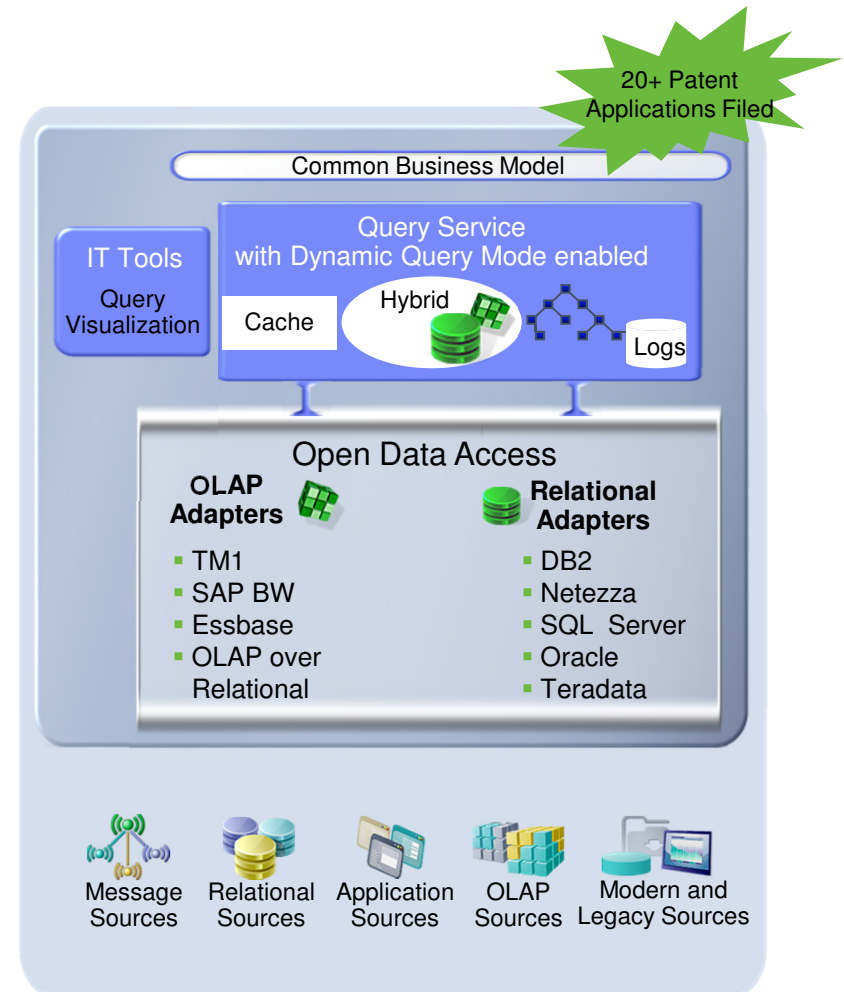 20+ Patent
Applications Filed
Common Business Model
IT Tools
Query
Visualization
Query Service
with Dynamic Query Mode enabled
Cache
Hybrid
Logs
Open Data Access
OLAP
Adapters
▪ TM1
▪ SAP BW
▪ Essbase
▪ OLAP over
Relational
Relational
Adapters
▪ DB2
▪ Netezza
▪ SQL Server
▪ Oracle
▪ Teradata
Message
Sources
Relational
Sources
Application
Sources
OLAP
Sources
Modern and
Legacy Sources